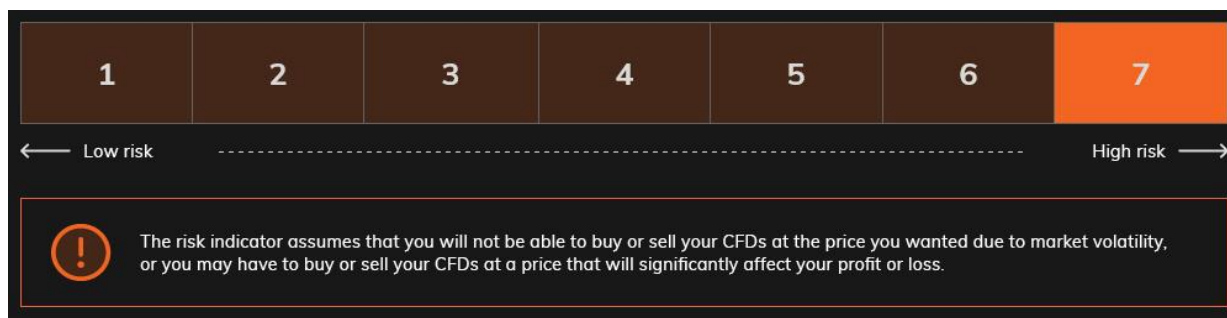 1 2 3 4 5 6 7
Low risk High risk
The risk indicator assumes that you will not be able to buy or sell your CFDs at the price you wanted due to market volatility,
or you may have to buy or sell your CFDs at a price that will significantly affect your profit or loss.